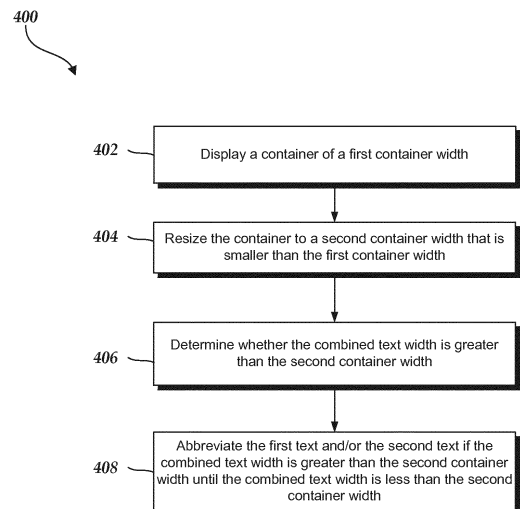 400
402
Display a container of a first container width
404
Resize the container to a second container width that is
smaller than the first container width
406
Determine whether the combined text width is greater
than the second container width
408
Abbreviate the first text and/or the second text if the
combined text width is greater than the second container
width until the combined text width is less than the second
container width